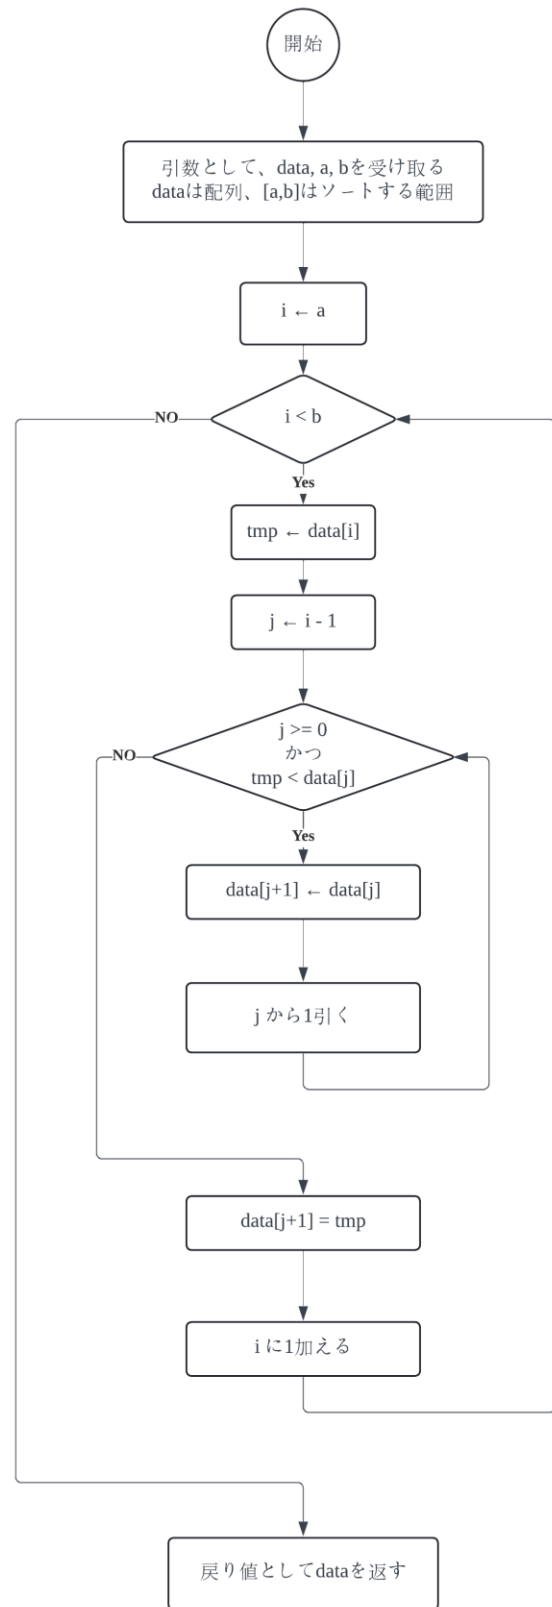 開始
引数として、data, a, bを受け取る
dataは配列、[a,b]はソートする範囲
i ← a
i < b
NO
Yes
tmp ← data[i]
j ← i - 1
j >= 0
かつ
tmp < data[j]
NO
Yes
data[j+1] ← data[j]
j から1引く
data[j+1] = tmp
i に1加える
戻り値としてdataを返す